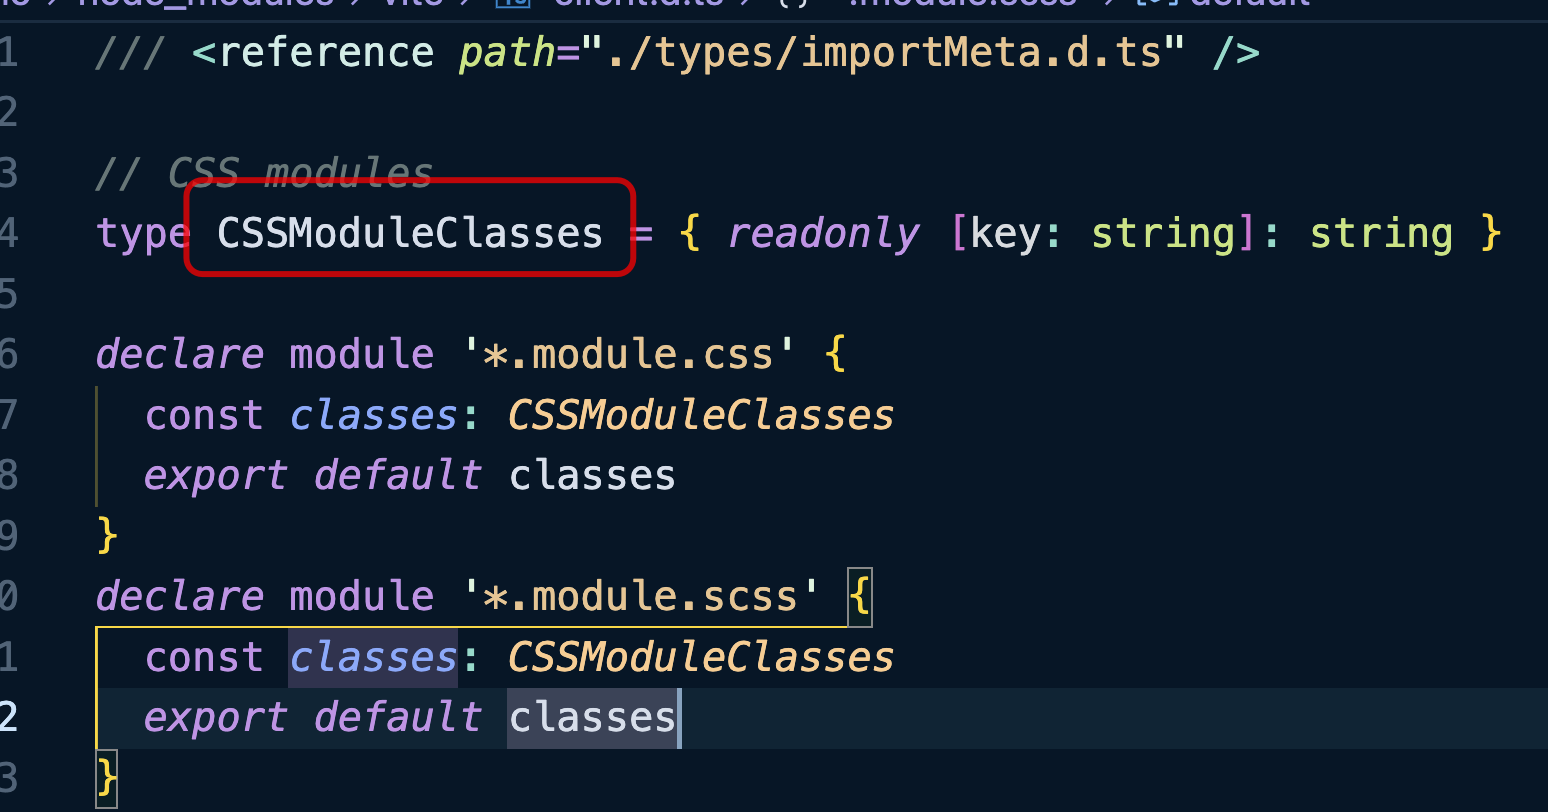 node_modules > vite > client.d.ts > {} '*.module.scss' > default
1 /// <reference path="./types/importMeta.d.ts" />
2
3 // CSS modules
4 type CSSModuleClasses = { readonly [key: string]: string }
5
6 declare module '*.module.css' {
7 const classes: CSSModuleClasses
8 export default classes
9 }
0 declare module '*.module.scss' {
1 const classes: CSSModuleClasses
2 export default classes
3 }